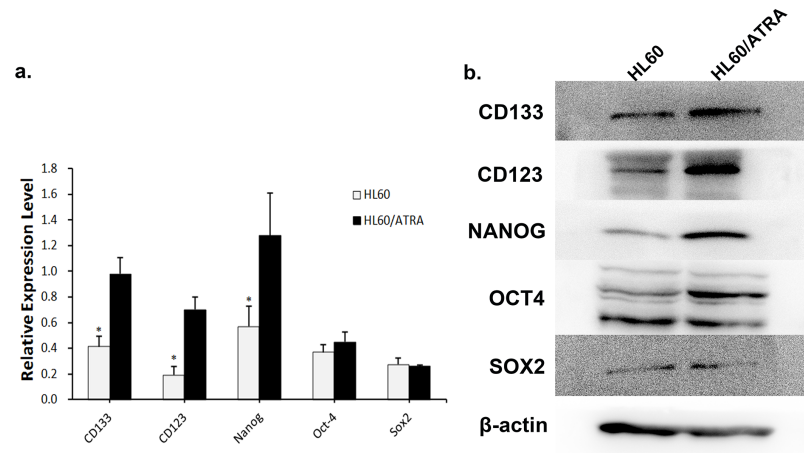 a.
Relative Expression Level
1.8
1.6
1.4
1.2
1.0
0.8
0.6
0.4
0.2
0.0
HL60
HL60/ATRA
*
*
*
CD133
CD123
Nanog
Oct-4
Sox2
b.
HL60
HL60/ATRA
CD133
CD123
NANOG
OCT4
SOX2
β-actin